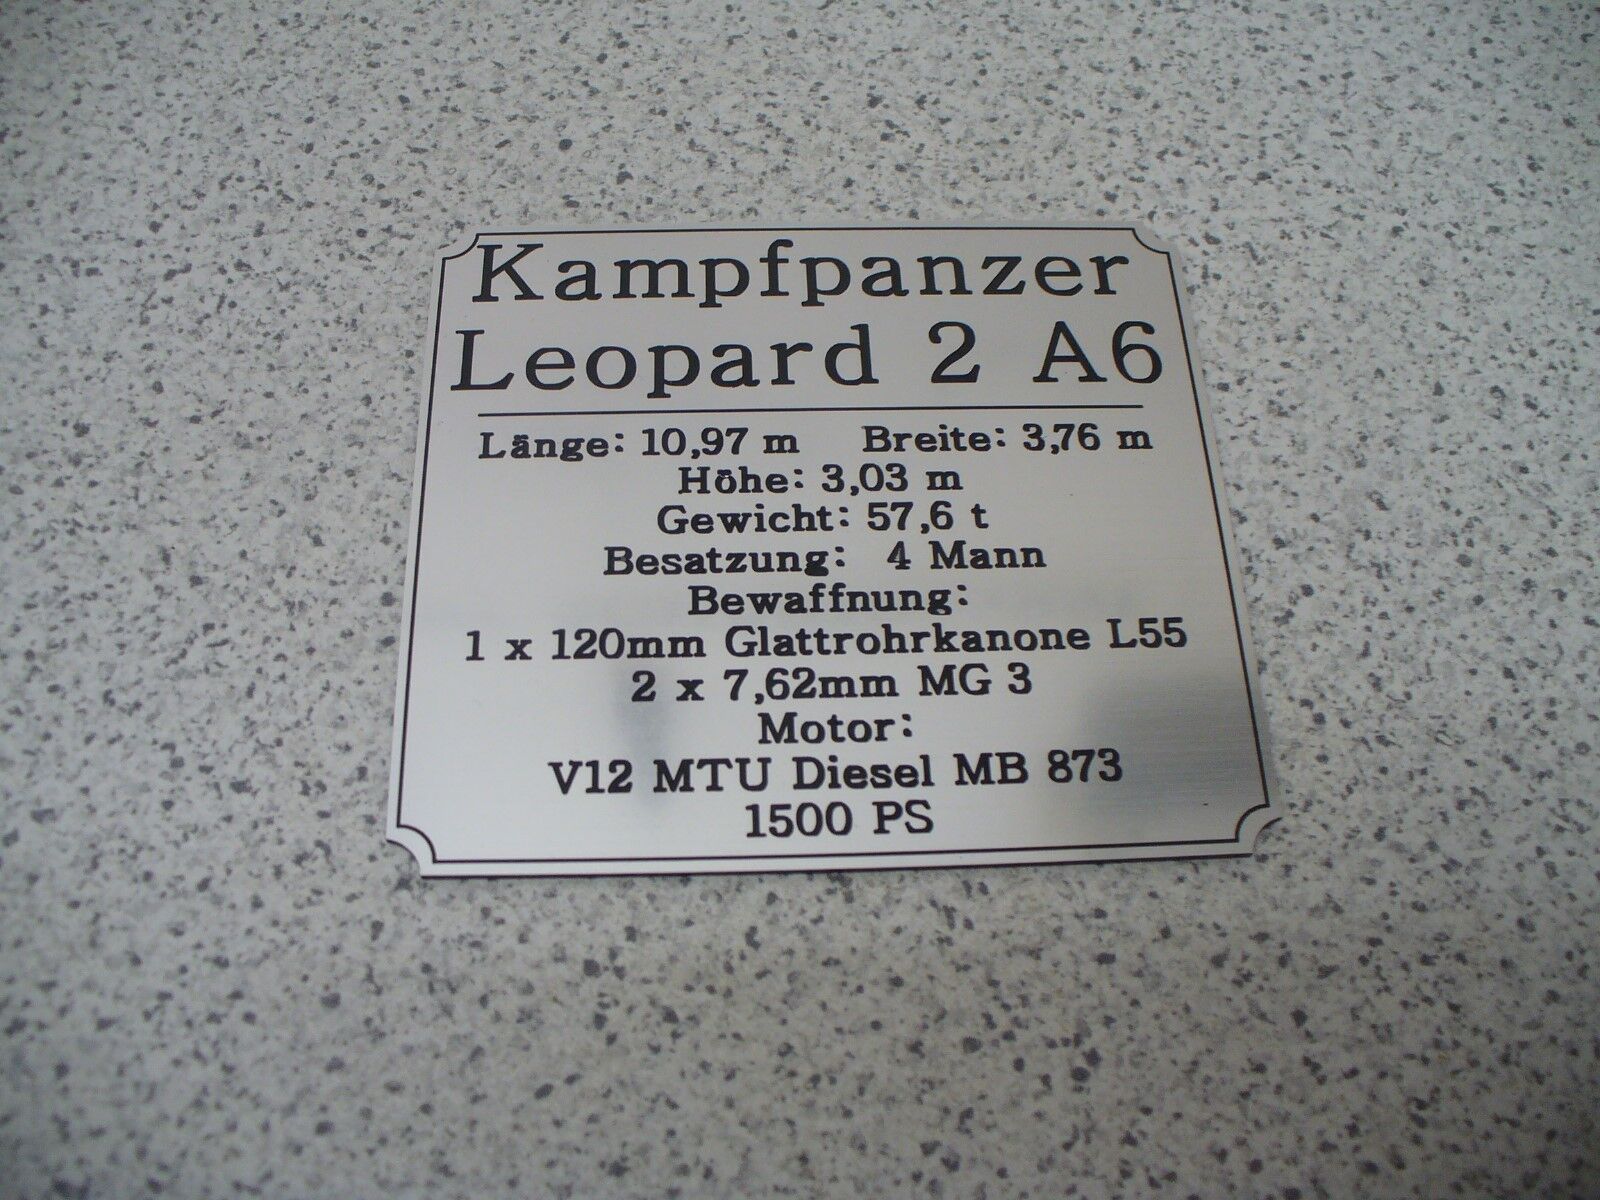 Kampfpanzer
Leopard 2 A6
Länge: 10,97 m Breite: 3,76 m
Höhe: 3,03 m
Gewicht: 57,6 t
Besatzung: 4 Mann
Bewaffnung:
1 x 120mm Glattrohrkanone L55
2 x 7,62mm MG 3
Motor:
V12 MTU Diesel MB 873
1500 PS